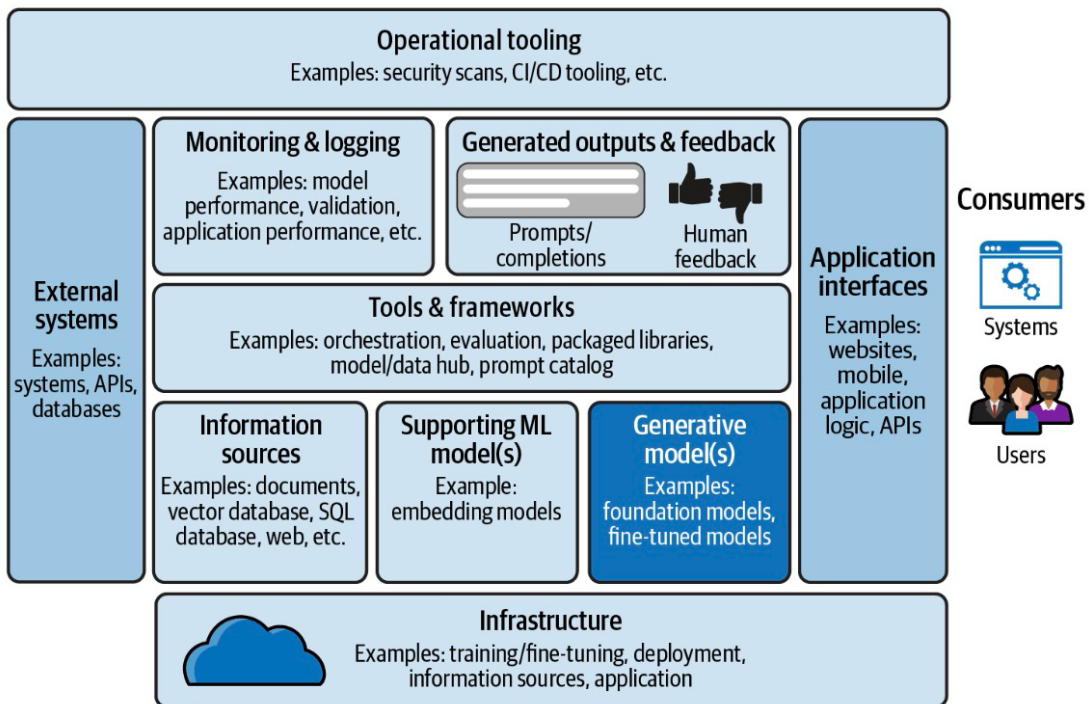 Operational tooling
Examples: security scans, CI/CD tooling, etc.
External
systems
Examples:
systems, APIs,
databases
Monitoring & logging
Examples: model
performance, validation,
application performance, etc.
Generated outputs & feedback
Prompts/
completions
Human
feedback
Tools & frameworks
Examples: orchestration, evaluation, packaged libraries,
model/data hub, prompt catalog
Information
sources
Examples: documents,
vector database, SQL
database, web, etc.
Supporting ML
model(s)
Example:
embedding models
Generative
model(s)
Examples:
foundation models,
fine-tuned models
Application
interfaces
Examples:
websites,
mobile,
application
logic, APIs
Consumers
Systems
Users
Infrastructure
Examples: training/fine-tuning, deployment,
information sources, application